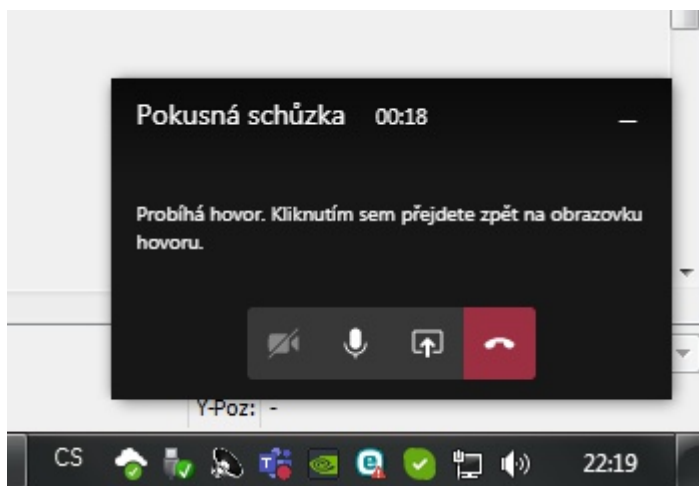 Pokusná schůzka 00:18
Probíhá hovor. Kliknutím sem přejdete zpět na obrazovku
hovoru.
Y-Poz: -
CS 22:19